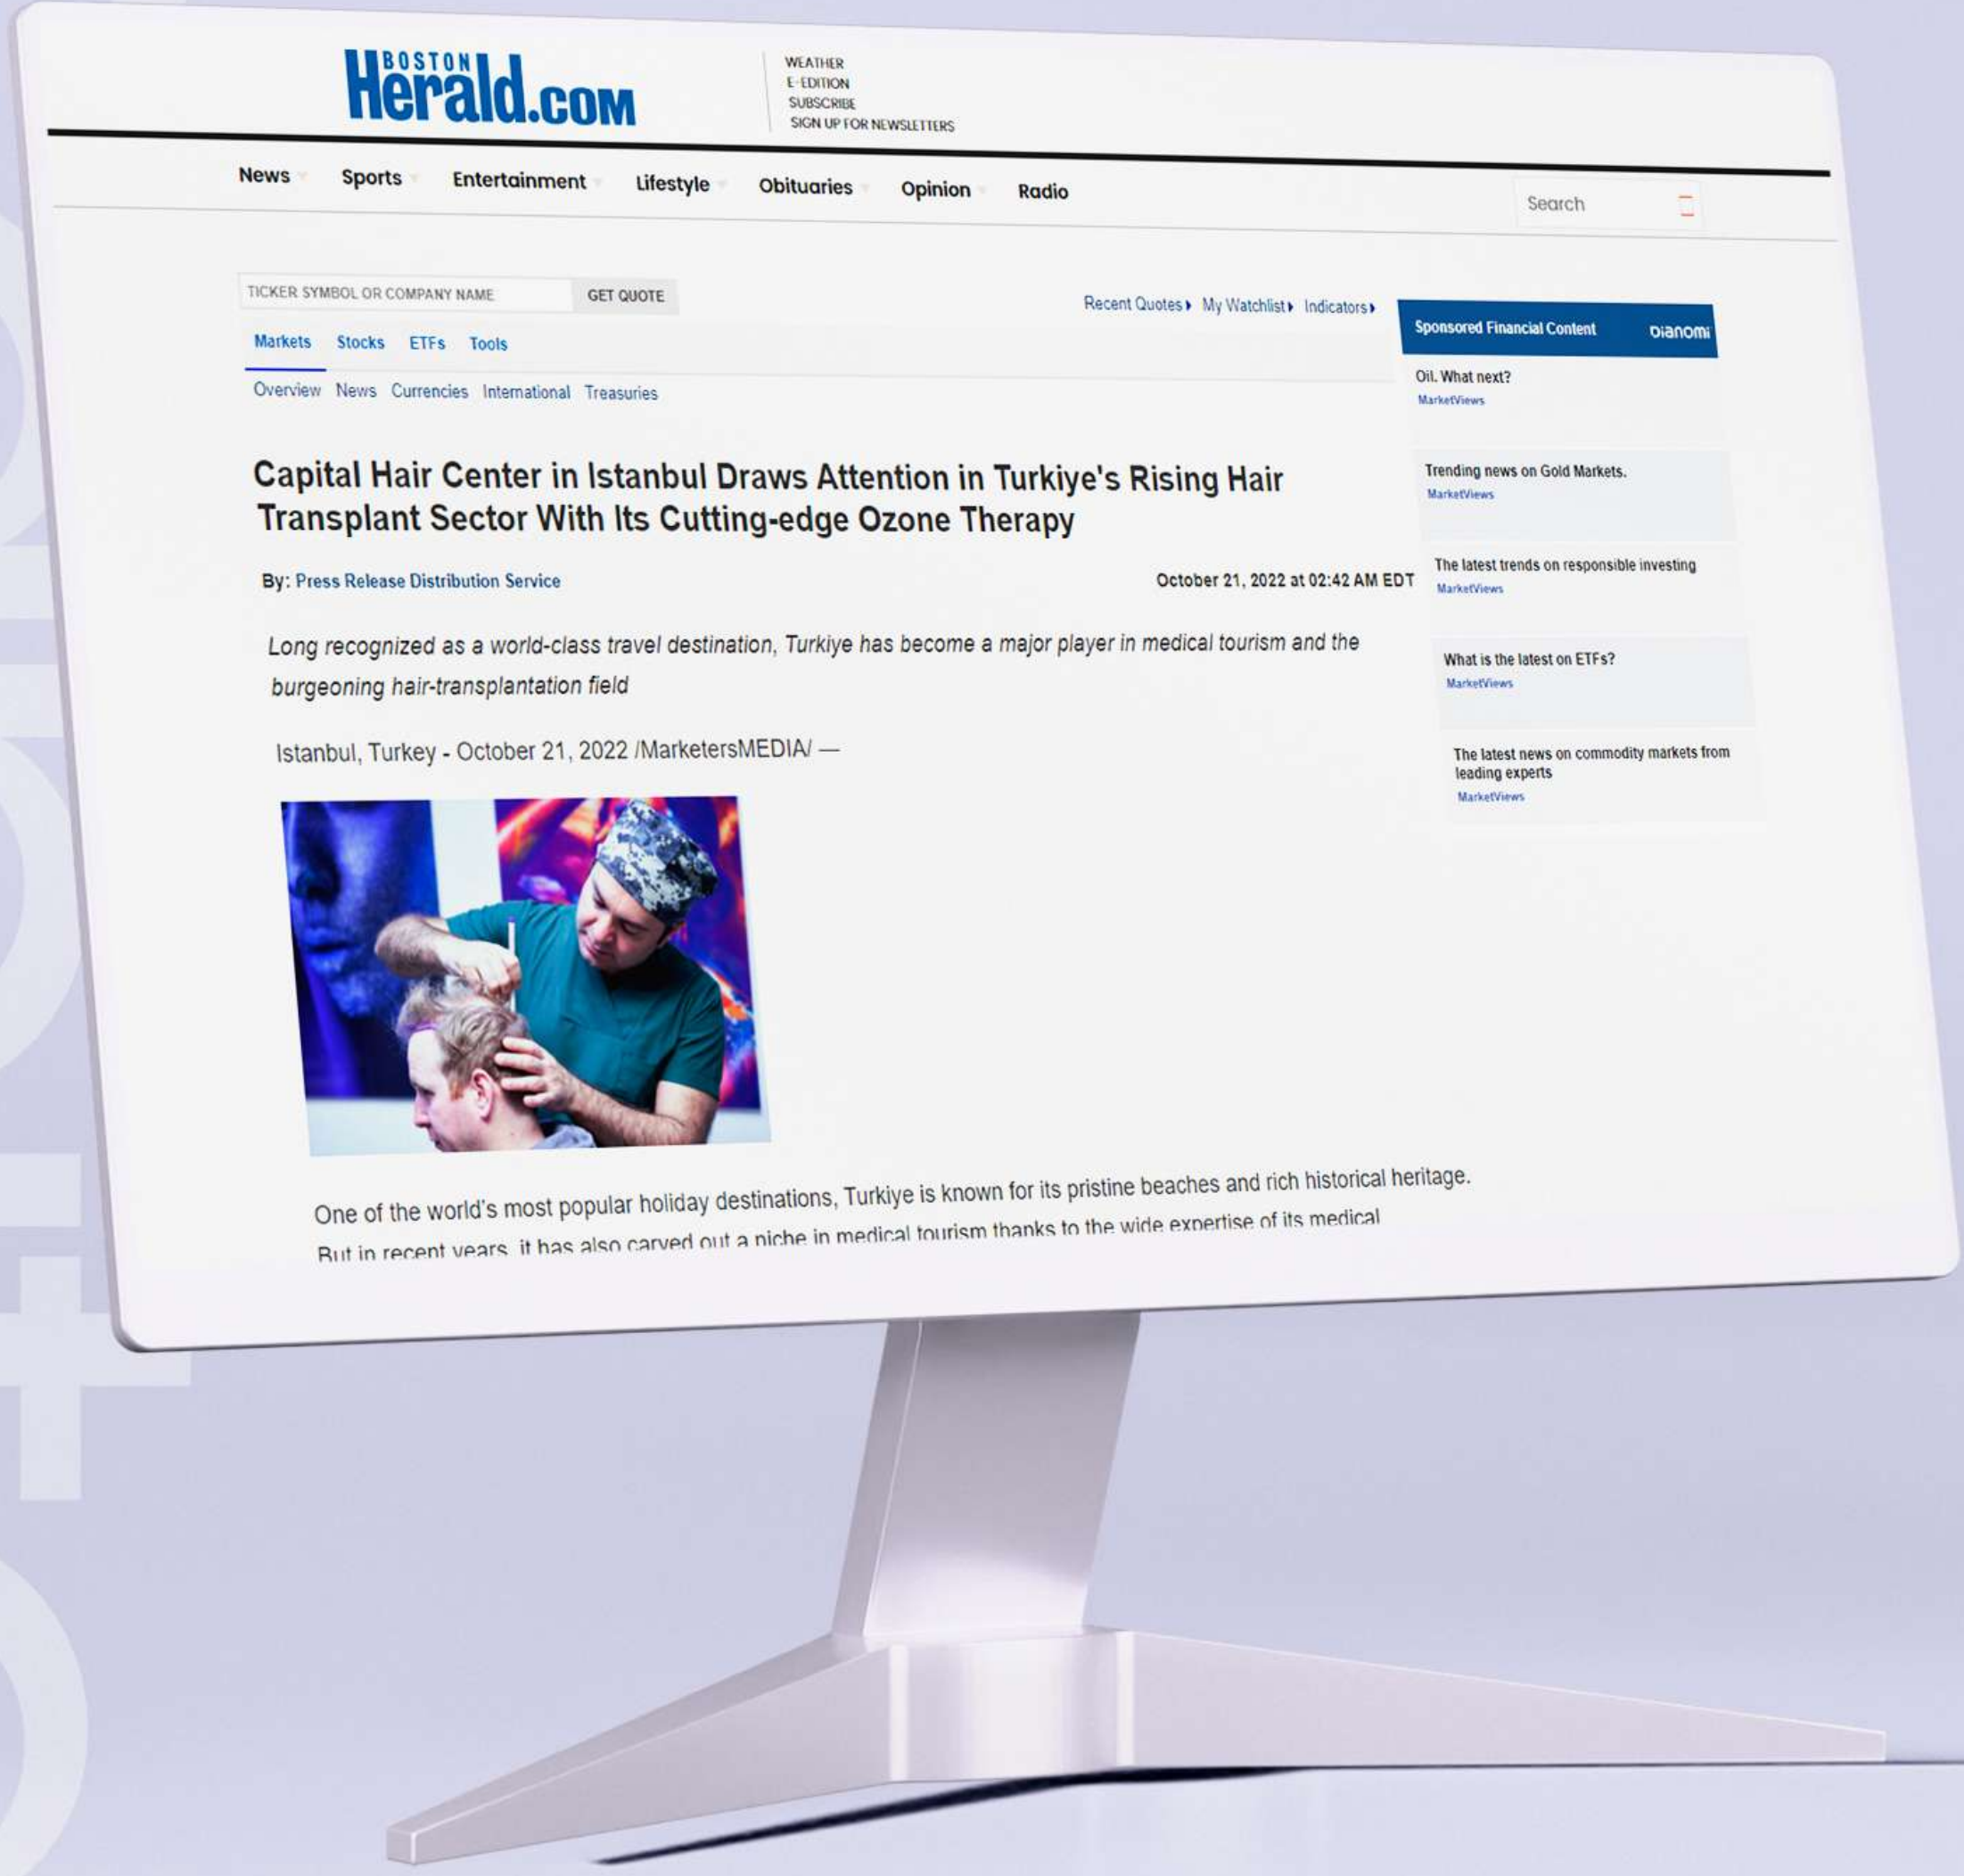 BOSTON
Herald.com
WEATHER
E-EDITION
SUBSCRIBE
SIGN UP FOR NEWSLETTERS
News Sports Entertainment Lifestyle Obituaries Opinion Radio
Search
TICKER SYMBOL OR COMPANY NAME GET QUOTE
Recent Quotes My Watchlist Indicators
Markets Stocks ETFs Tools
Overview News Currencies International Treasuries
Capital Hair Center in Istanbul Draws Attention in Turkiye's Rising Hair
Transplant Sector With Its Cutting-edge Ozone Therapy
By: Press Release Distribution Service
October 21, 2022 at 02:42 AM EDT
Long recognized as a world-class travel destination, Turkiye has become a major player in medical tourism and the
burgeoning hair-transplantation field
Istanbul, Turkey - October 21, 2022 /MarketersMEDIA/ —
One of the world's most popular holiday destinations, Turkiye is known for its pristine beaches and rich historical heritage.
But in recent years, it has also carved out a niche in medical tourism thanks to the wide expertise of its medical
Sponsored Financial Content DIANOMI
Oil. What next?
MarketViews
Trending news on Gold Markets.
MarketViews
The latest trends on responsible investing
MarketViews
What is the latest on ETFs?
MarketViews
The latest news on commodity markets from
leading experts
MarketViews